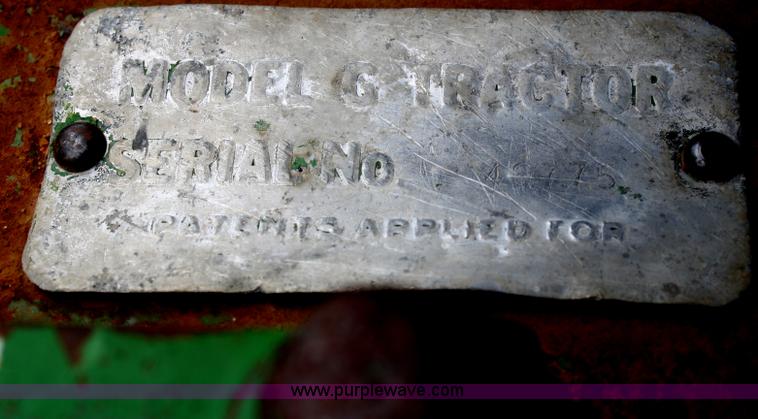 MODEL G TRACTOR
SERIAL No
PATENTS APPLIED FOR
www.purplewave.com